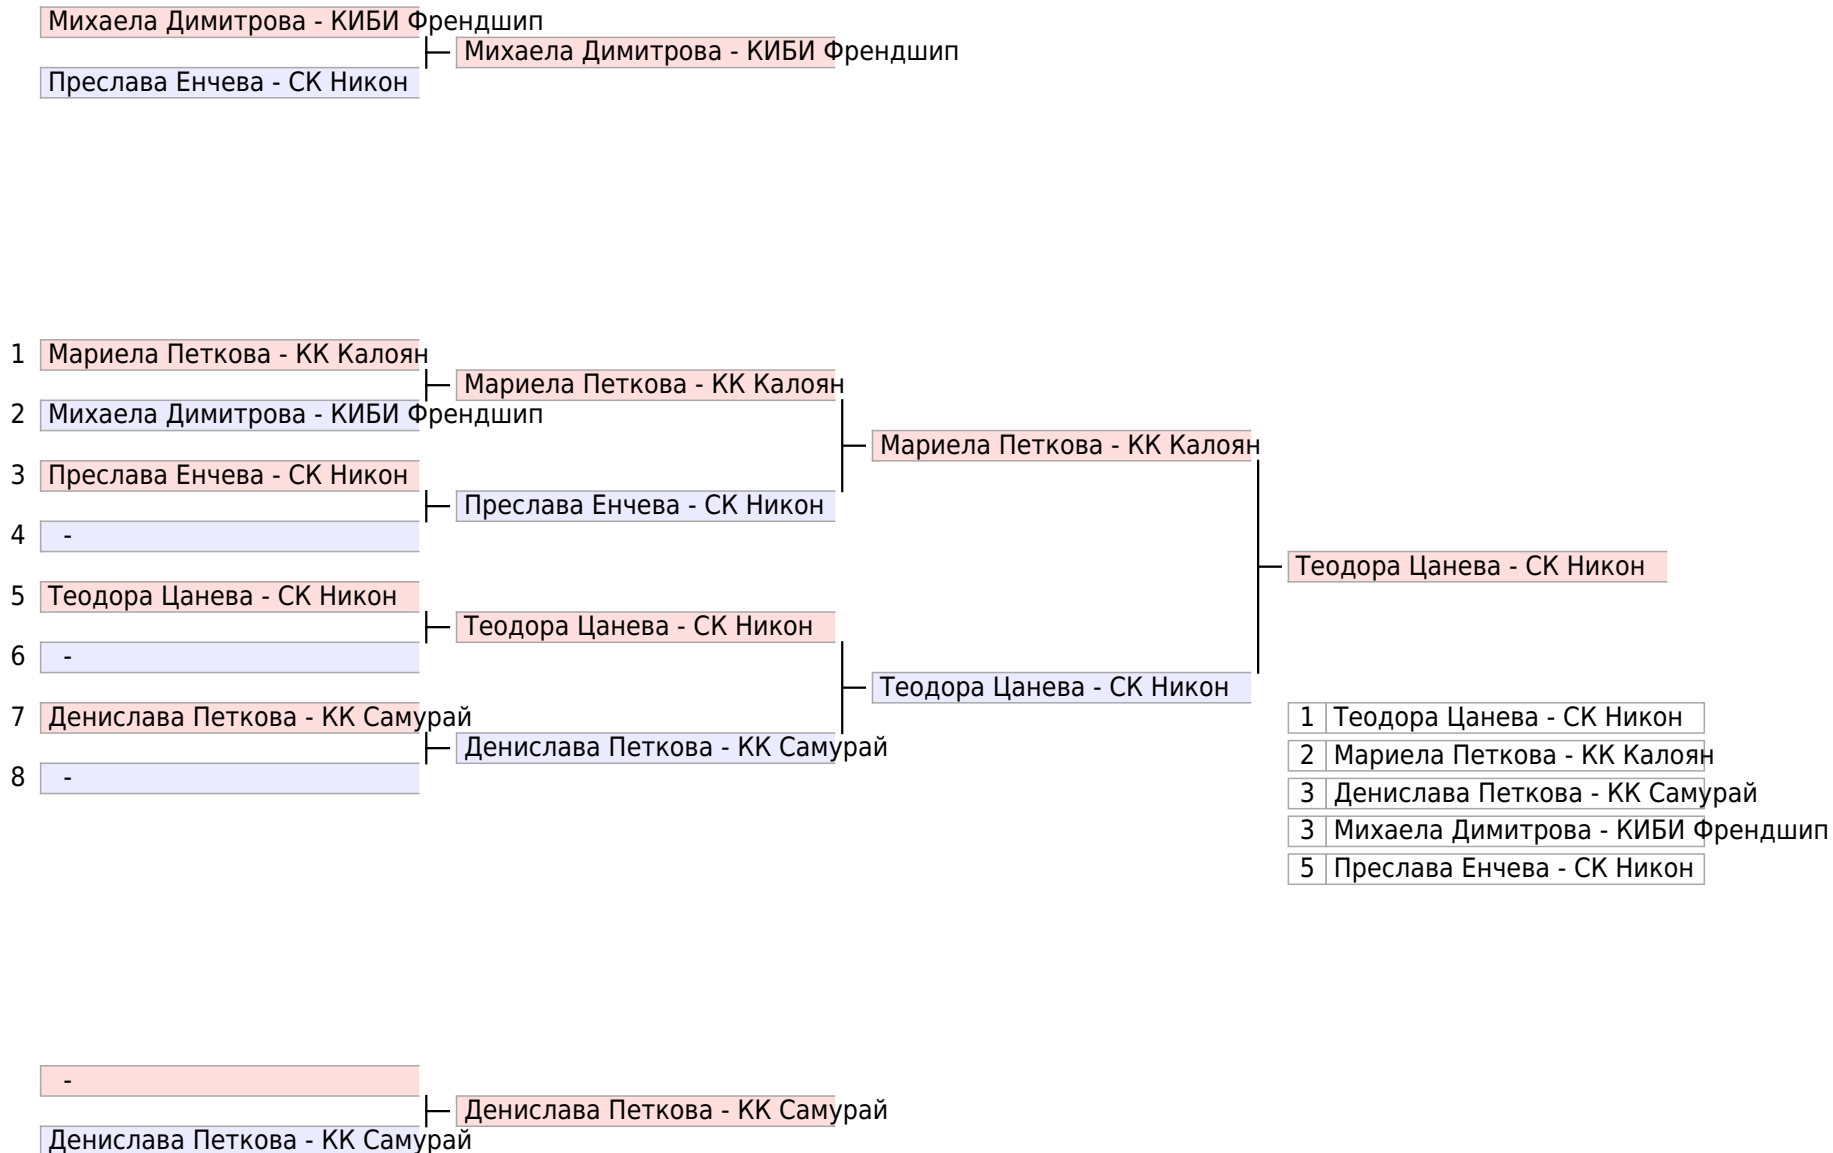 Михаела Димитрова - КИБИ Френдшип
Михаела Димитрова - КИБИ Френдшип
Преслава Енчева - СК Никон
1 Мариела Петкова - КК Калоян
Мариела Петкова - КК Калоян
2 Михаела Димитрова - КИБИ Френдшип
Мариела Петкова - КК Калоян
3 Преслава Енчева - СК Никон
Преслава Енчева - СК Никон
4 -
Теодора Цанева - СК Никон
5 Теодора Цанева - СК Никон
Теодора Цанева - СК Никон
6 -
Теодора Цанева - СК Никон
7 Денислава Петкова - КК Самурай
Денислава Петкова - КК Самурай
8 -
1 Теодора Цанева - СК Никон
2 Мариела Петкова - КК Калоян
3 Денислава Петкова - КК Самурай
3 Михаела Димитрова - КИБИ Френдшип
5 Преслава Енчева - СК Никон
-
Денислава Петкова - КК Самурай
Денислава Петкова - КК Самурай